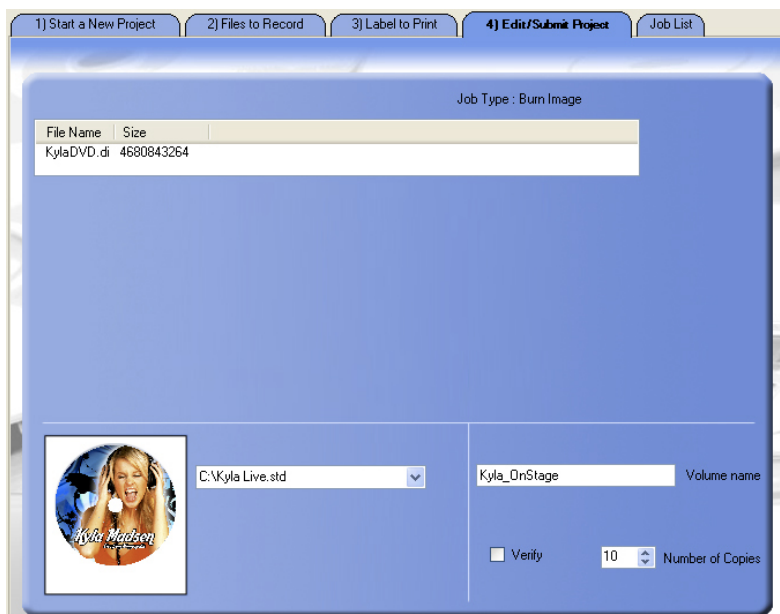 1) Start a New Project 2) Files to Record 3) Label to Print 4) Edit/Submit Project Job List
Job Type : Burn Image
File Name Size
KylaDVD.di 4680843264
C:\Kyla Live.std
Kyla_OnStage Volume name
Verify 10 Number of Copies
Kyla Madsen